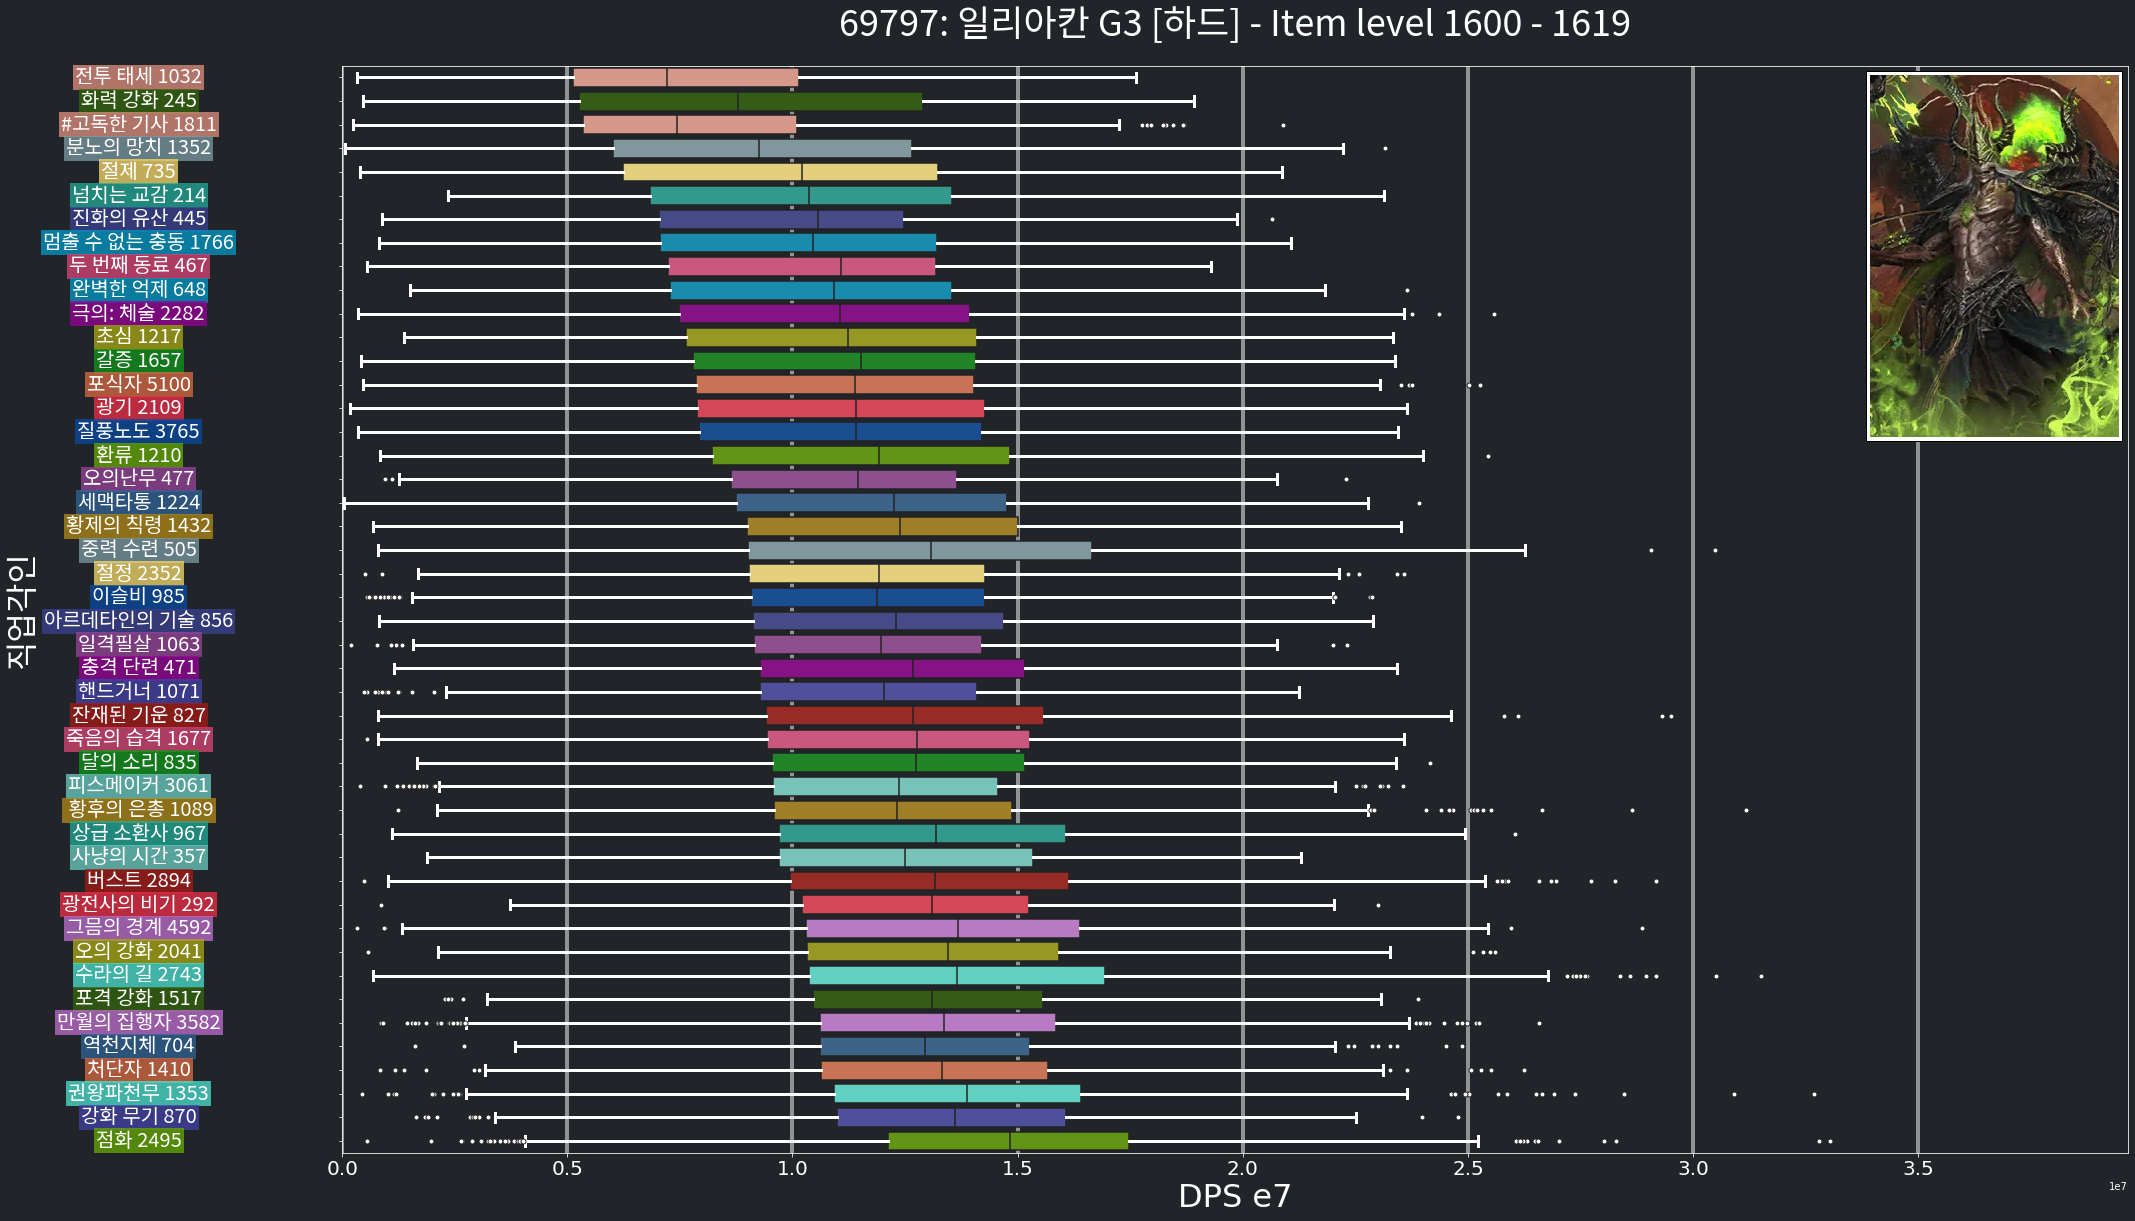 69797: 일리아칸 G3 [하드] - Item level 1600 - 1619
직업각인
전투 태세 1032
화력 강화 245
#고독한 기사 1811
분노의 망치 1352
절제 735
넘치는 교감 214
진화의 유산 445
멈출 수 없는 충동 1766
두 번째 동료 467
완벽한 억제 648
극의: 체술 2282
초심 1217
갈증 1657
포식자 5100
광기 2109
질풍노도 3765
환류 1210
오의난무 477
세맥타통 1224
황제의 칙령 1432
중력 수련 505
절정 2352
이슬비 985
아르데타인의 기술 856
일격필살 1063
충격 단련 471
핸드거너 1071
잔재된 기운 827
죽음의 습격 1677
달의 소리 835
피스메이커 3061
황후의 은총 1089
상급 소환사 967
사냥의 시간 357
버스트 2894
광전사의 비기 292
그믐의 경계 4592
오의 강화 2041
수라의 길 2743
포격 강화 1517
만월의 집행자 3582
역천지체 704
처단자 1410
권왕파천무 1353
강화 무기 870
점화 2495
0.0 0.5 1.0 1.5 2.0 2.5 3.0 3.5
1e7
DPS e7